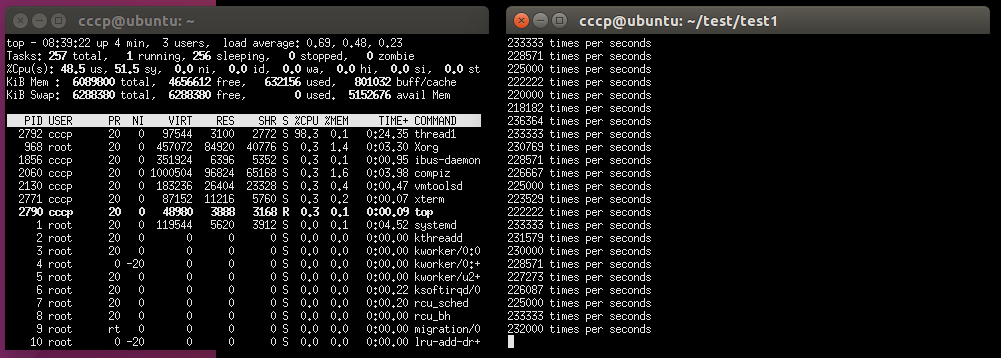 cccp@ubuntu: ~
top - 08:39:22 up 4 min,  3 users,  load average: 0.69, 0.48, 0.23
Tasks: 257 total,   1 running, 256 sleeping,   0 stopped,   0 zombie
%Cpu(s): 48.5 us, 51.5 sy,  0.0 ni,  0.0 id,  0.0 wa,  0.0 hi,  0.0 si,  0.0 st
KiB Mem :  6089800 total,  4656612 free,   632156 used,   801032 buff/cache
KiB Swap:  6288380 total,  6288380 free,        0 used.  5152676 avail Mem
PID USER      PR  NI    VIRT    RES    SHR S %CPU %MEM     TIME+ COMMAND
2792 cccp      20   0   97544   3100   2772 S 98.3  0.1   0:24.35 thread1
968 root      20   0  457072  84920  40776 S  0.3  1.4   0:03.30 Xorg
1856 cccp      20   0  351924   6396   5352 S  0.3  0.1   0:00.95 ibus-daemon
2060 cccp      20   0 1000504  96824  65168 S  0.3  1.6   0:03.98 compiz
2130 cccp      20   0  183236  26404  23328 S  0.3  0.4   0:00.47 vmtoolsd
2771 cccp      20   0   87152  11216   5760 S  0.3  0.2   0:00.07 xterm
2790 cccp      20   0   48980   3888   3168 R  0.3  0.1   0:00.09 top
1 root      20   0  119544   5620   3912 S  0.0  0.1   0:04.52 systemd
2 root      20   0       0      0      0 S  0.0  0.0   0:00.00 kthreadd
3 root      20   0       0      0      0 S  0.0  0.0   0:00.00 kworker/0:0
4 root       0 -20       0      0      0 S  0.0  0.0   0:00.00 kworker/0:+
5 root      20   0       0      0      0 S  0.0  0.0   0:00.00 kworker/u2+
6 root      20   0       0      0      0 S  0.0  0.0   0:00.22 ksoftirqd/0
7 root      20   0       0      0      0 S  0.0  0.0   0:00.20 rcu_sched
8 root      20   0       0      0      0 S  0.0  0.0   0:00.00 rcu_bh
9 root      rt   0       0      0      0 S  0.0  0.0   0:00.00 migration/0
10 root       0 -20       0      0      0 S  0.0  0.0   0:00.00 lru-add-dr+
cccp@ubuntu: ~/test/test1
233333 times per seconds
228571 times per seconds
225000 times per seconds
222222 times per seconds
220000 times per seconds
218182 times per seconds
236364 times per seconds
233333 times per seconds
230769 times per seconds
228571 times per seconds
226667 times per seconds
225000 times per seconds
223529 times per seconds
222222 times per seconds
233333 times per seconds
231579 times per seconds
230000 times per seconds
228571 times per seconds
227273 times per seconds
226087 times per seconds
225000 times per seconds
233333 times per seconds
232000 times per seconds